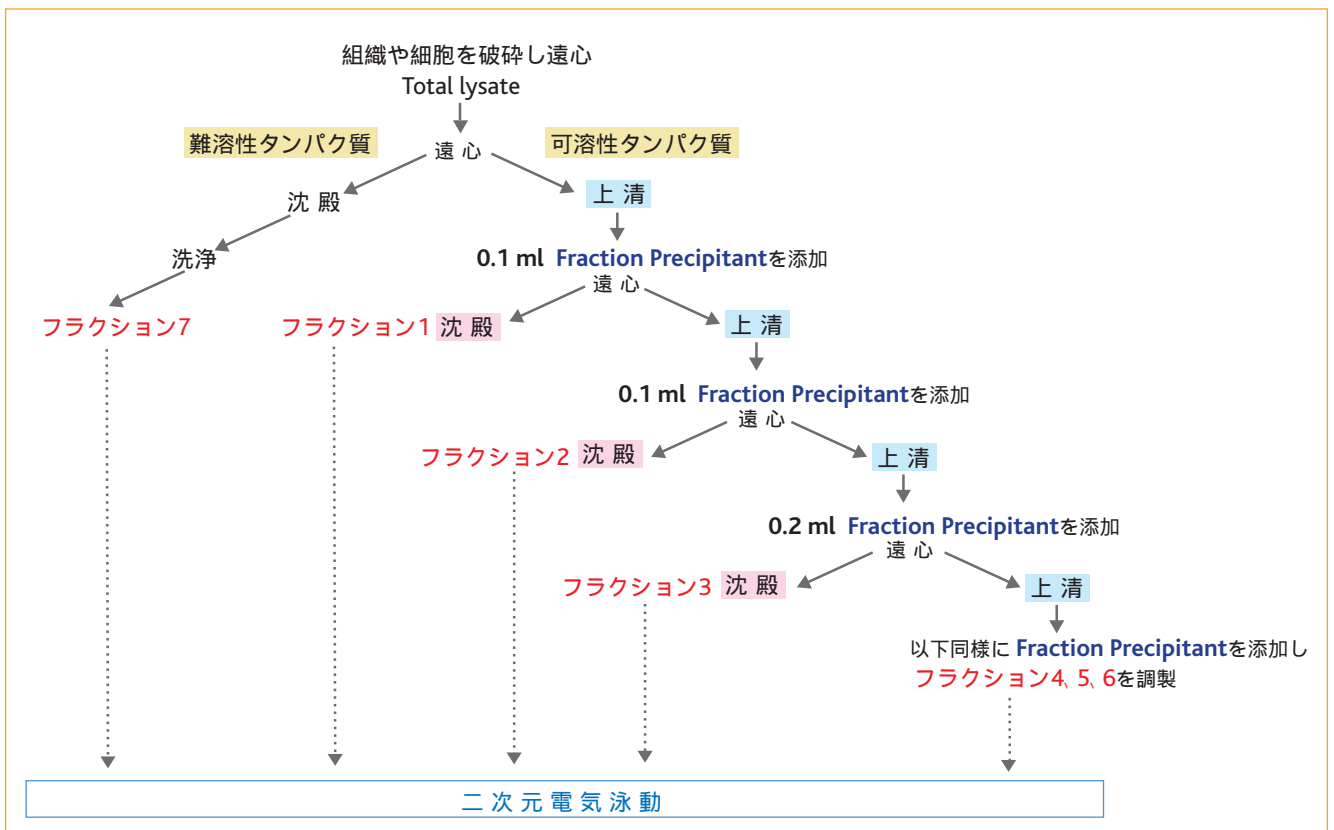 組織や細胞を破砕し遠心
Total lysate
難溶性タンパク質
遠 心
可溶性タンパク質
沈 殿
上 清
洗浄
0.1 ml Fraction Precipitantを添加
遠 心
フラクション7
フラクション1 沈 殿
上 清
0.1 ml Fraction Precipitantを添加
遠 心
フラクション2 沈 殿
上 清
0.2 ml Fraction Precipitantを添加
遠 心
フラクション3 沈 殿
上 清
以下同様に Fraction Precipitantを添加し
フラクション4、5、6を調製
二 次 元 電 気 泳 動